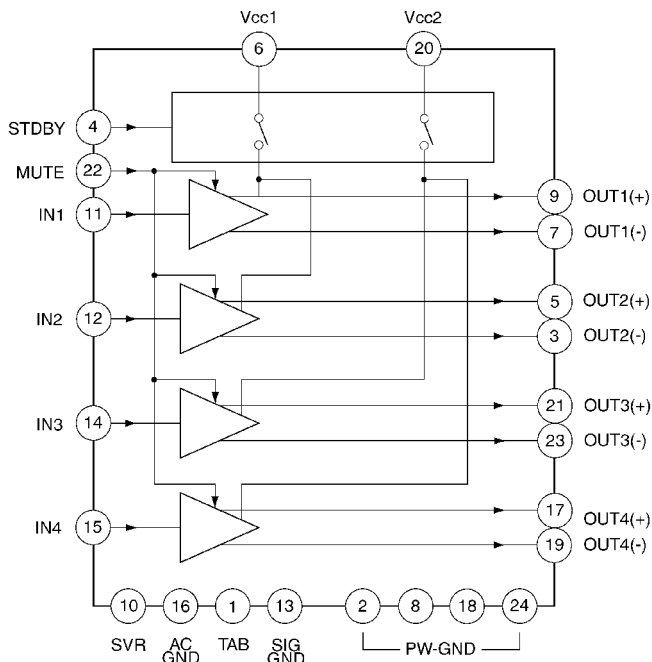 Vcc1
Vcc2
6
20
STDBY
4
MUTE
22
IN1
11
9
OUT1(+)
7
OUT1(-)
5
OUT2(+)
IN2
12
3
OUT2(-)
21
OUT3(+)
IN3
14
23
OUT3(-)
17
OUT4(+)
IN4
15
19
OUT4(-)
10
16
1
13
2
8
18
24
SVR
AC
GND
TAB
SIG
GND
PW-GND